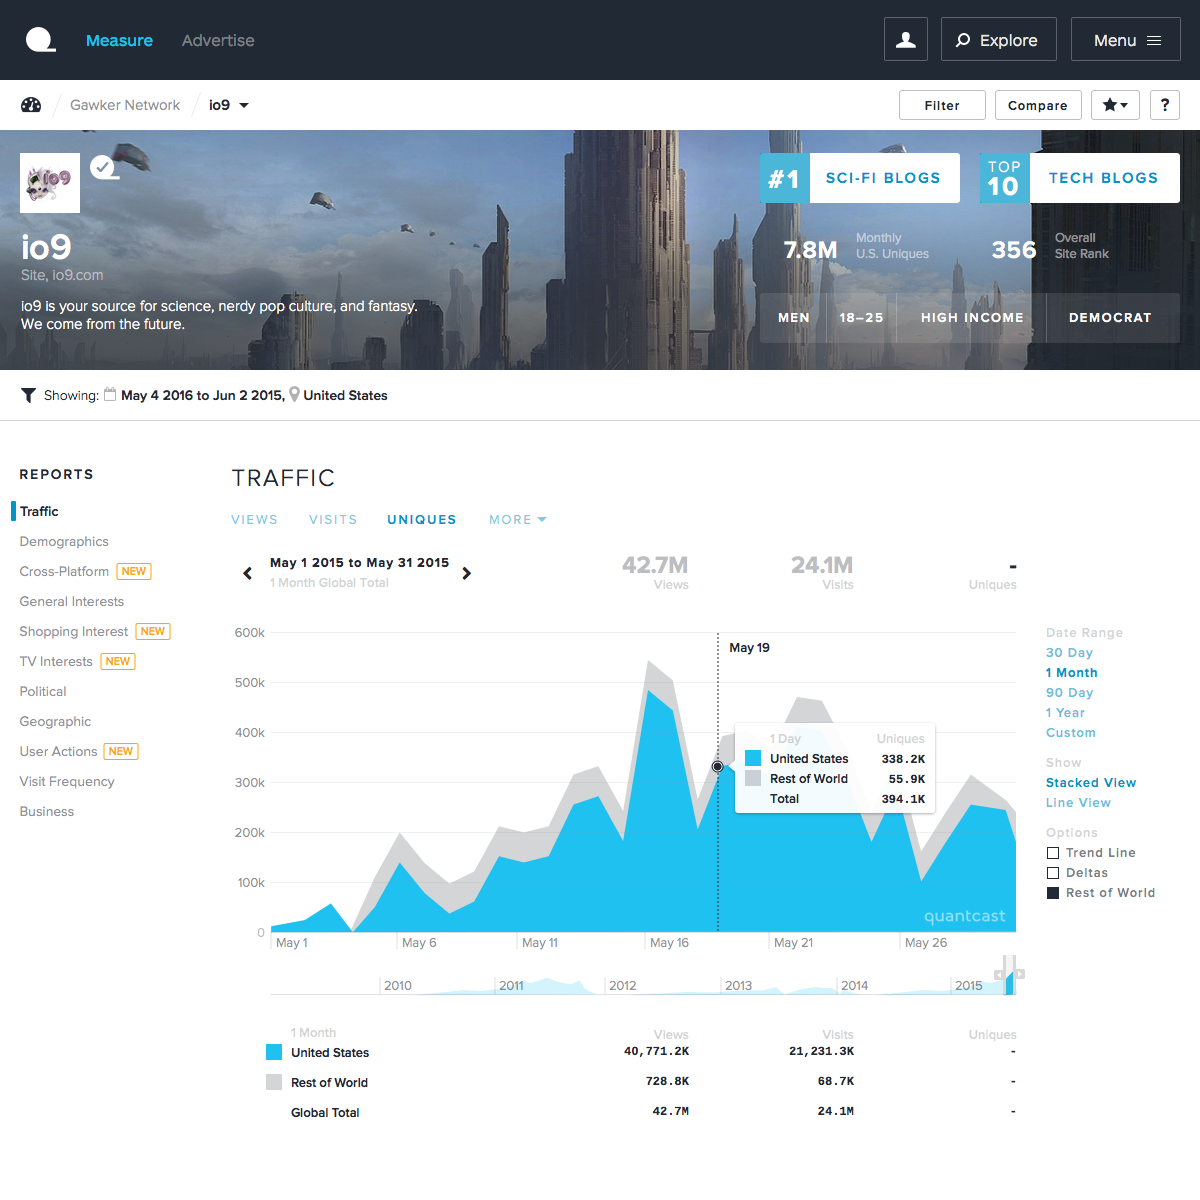 Measure Advertise Explore Menu
Gawker Network io9 Filter Compare ?
io9
#1 SCI-FI BLOGS TOP 10 TECH BLOGS
io9
7.8M Monthly U.S. Uniques 356 Overall Site Rank
Site, io9.com
io9 is your source for science, nerdy pop culture, and fantasy.
We come from the future.
MEN 18–25 HIGH INCOME DEMOCRAT
Showing: May 4 2016 to Jun 2 2015, United States
REPORTS
Traffic
Demographics
Cross-Platform NEW
General Interests
Shopping Interest NEW
TV Interests NEW
Political
Geographic
User Actions NEW
Visit Frequency
Business
TRAFFIC
VIEWS VISITS UNIQUES MORE
May 1 2015 to May 31 2015
1 Month Global Total
42.7M 24.1M -
Views Visits Uniques
600k
500k
400k
300k
200k
100k
0
May 19
1 Day Uniques
United States 338.2K
Rest of World 55.9K
Total 394.1K
quantcast
May 1 May 6 May 11 May 16 May 21 May 26
2010 2011 2012 2013 2014 2015
Date Range
30 Day
1 Month
90 Day
1 Year
Custom
Show
Stacked View
Line View
Options
Trend Line
Deltas
Rest of World
1 Month Views Visits Uniques
United States 40,771.2K 21,231.3K -
Rest of World 728.8K 68.7K -
Global Total 42.7M 24.1M -